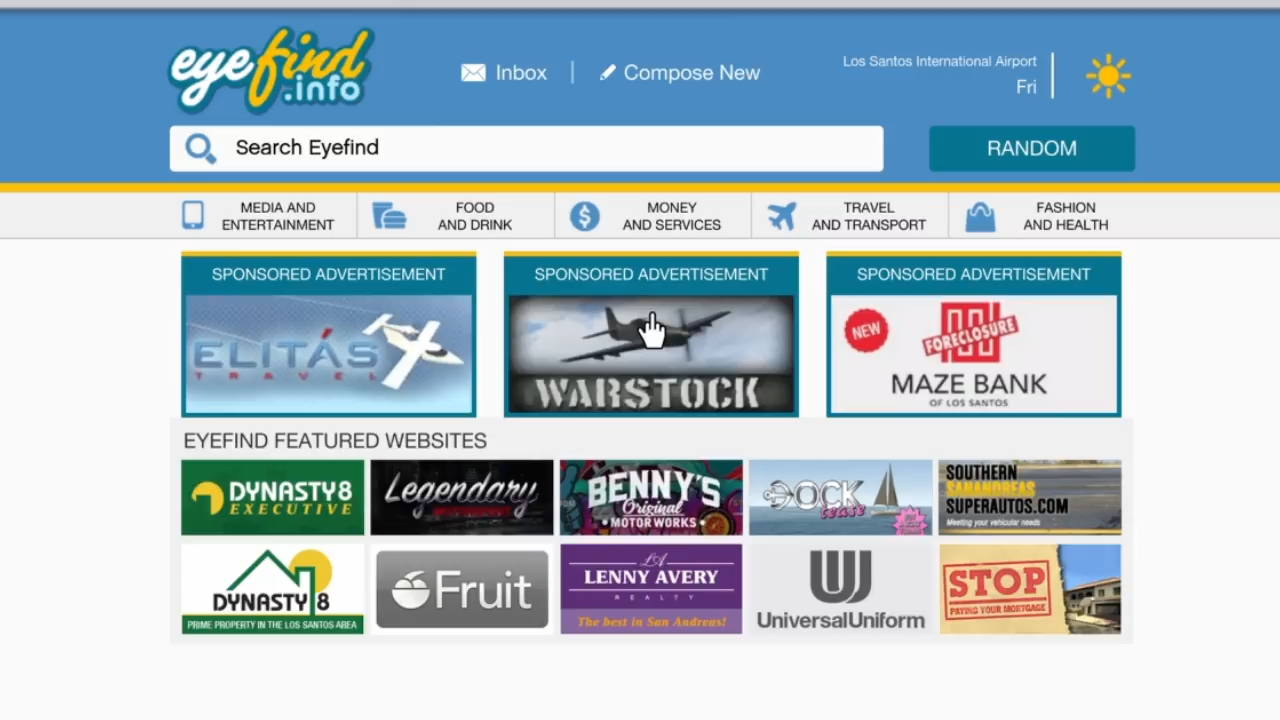 eyefind
.info
Inbox
Compose New
Los Santos International Airport
Fri
Search Eyefind
RANDOM
MEDIA AND
ENTERTAINMENT
FOOD
AND DRINK
MONEY
AND SERVICES
TRAVEL
AND TRANSPORT
FASHION
AND HEALTH
SPONSORED ADVERTISEMENT
ELITÁS
TRAVEL
SPONSORED ADVERTISEMENT
WARSTOCK
SPONSORED ADVERTISEMENT
NEW
FORECLOSURE
MAZE BANK
OF LOS SANTOS
EYEFIND FEATURED WEBSITES
DYNASTY 8
EXECUTIVE
Legendary
BENNY'S
Original
MOTOR WORKS
DOCK
tease
SOUTHERN
SANANDREAS
SUPERAUTOS.COM
Meeting your vehicular needs
DYNASTY 8
PRIME PROPERTY IN THE LOS SANTOS AREA
Fruit
LA
LENNY AVERY
REALTY
The best in San Andreas!
UniversalUniform
STOP
PAYING YOUR MORTGAGE